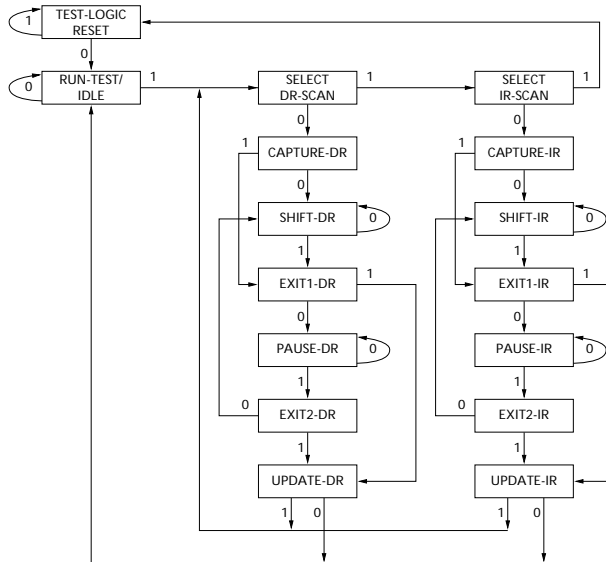 TEST-LOGIC
RESET
1
0
RUN-TEST/
IDLE
0
1
SELECT
DR-SCAN
1
SELECT
IR-SCAN
1
0
0
1
CAPTURE-DR
1
CAPTURE-IR
0
0
SHIFT-DR
0
SHIFT-IR
0
1
1
EXIT1-DR
1
EXIT1-IR
1
0
0
PAUSE-DR
0
PAUSE-IR
0
1
1
0
EXIT2-DR
0
EXIT2-IR
1
1
UPDATE-DR
UPDATE-IR
1
0
1
0